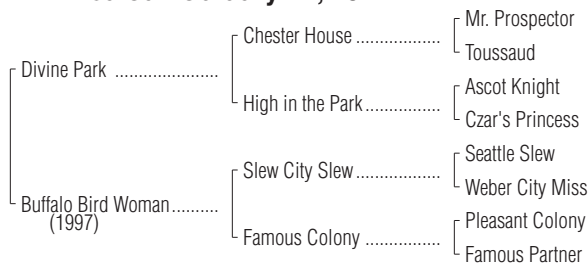 Mr. Prospector
Chester House ..................
Toussaud
Divine Park ......................
Ascot Knight
High in the Park ................
Czar's Princess
Seattle Slew
Slew City Slew ..................
Weber City Miss
Buffalo Bird Woman ..........
(1997)
Pleasant Colony
Famous Colony ................
Famous Partner